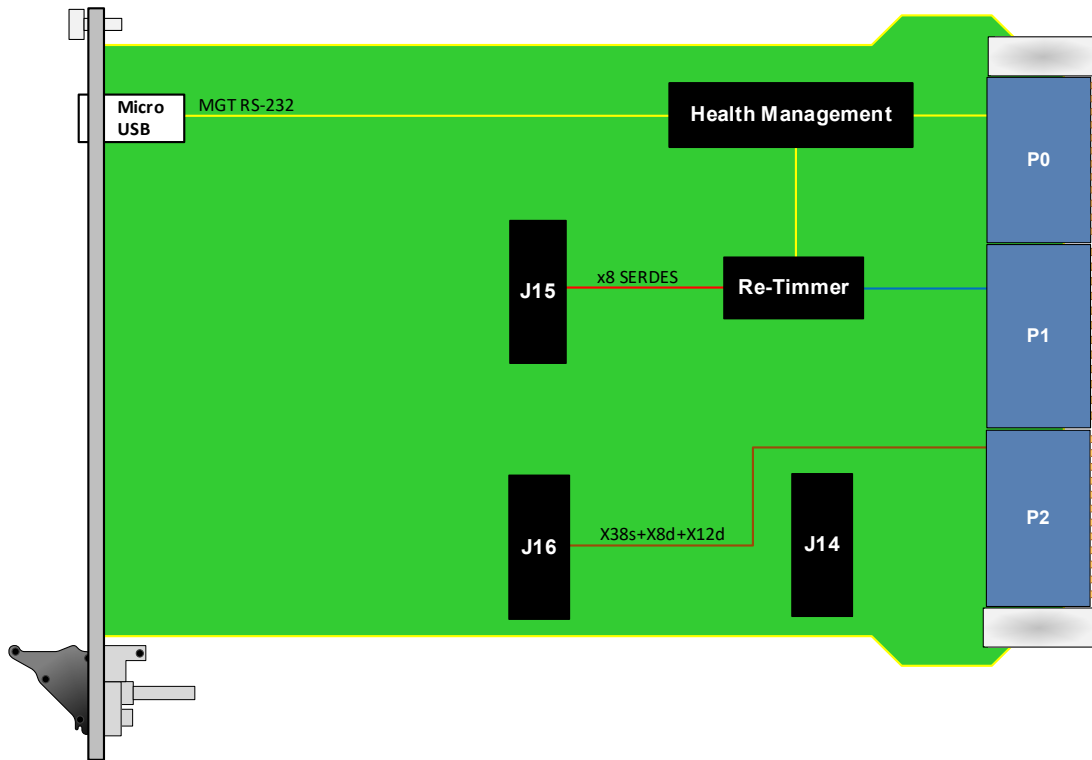 Micro
USB
MGT RS-232
Health Management
P0
J15
x8 SERDES
Re-Timmer
P1
J16
X38s+X8d+X12d
J14
P2